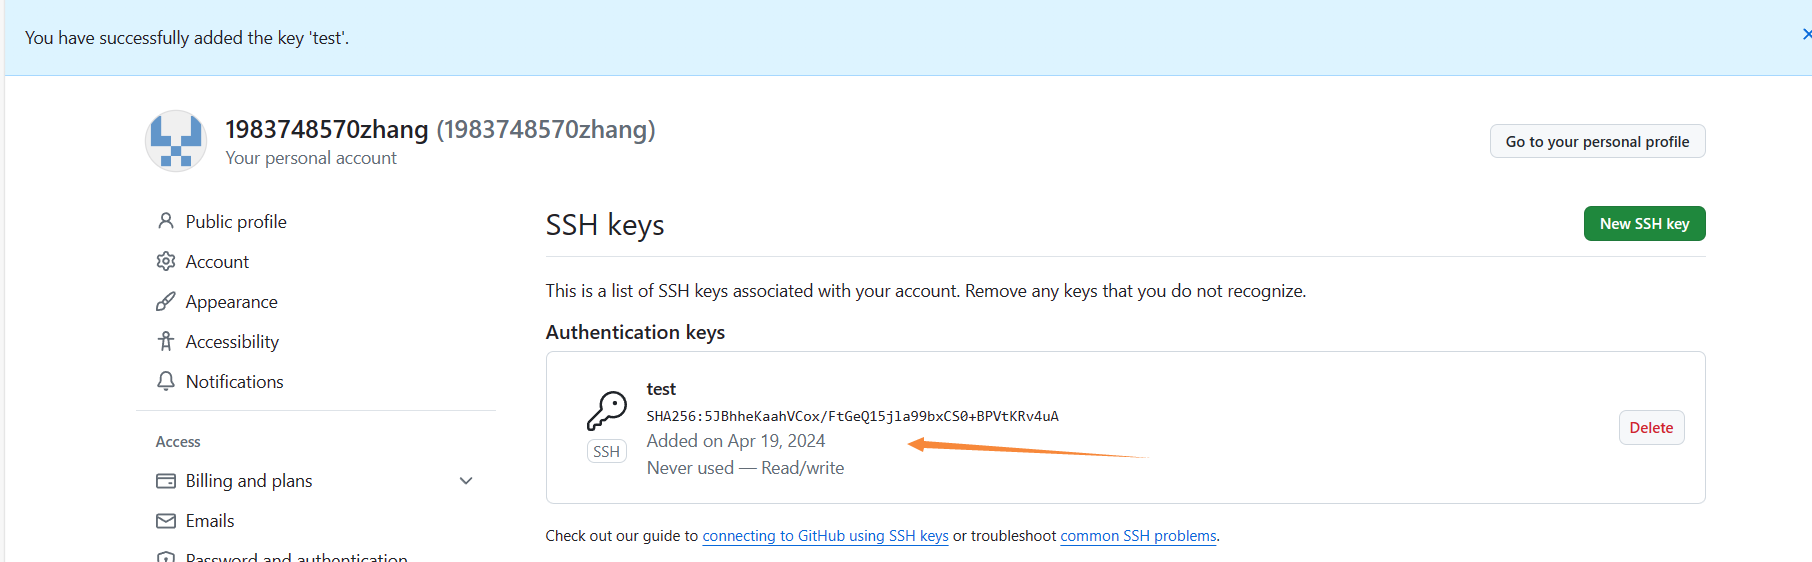 You have successfully added the key 'test'.
1983748570zhang (1983748570zhang)
Your personal account
Go to your personal profile
Public profile
Account
Appearance
Accessibility
Notifications
Access
Billing and plans
Emails
Password and authentication
SSH keys
New SSH key
This is a list of SSH keys associated with your account. Remove any keys that you do not recognize.
Authentication keys
test
SHA256:5JBhheKaahVCox/FtGeQ15jla99bxCS0+BPVtKRv4uA
Added on Apr 19, 2024
Never used — Read/write
SSH
Delete
Check out our guide to connecting to GitHub using SSH keys or troubleshoot common SSH problems.